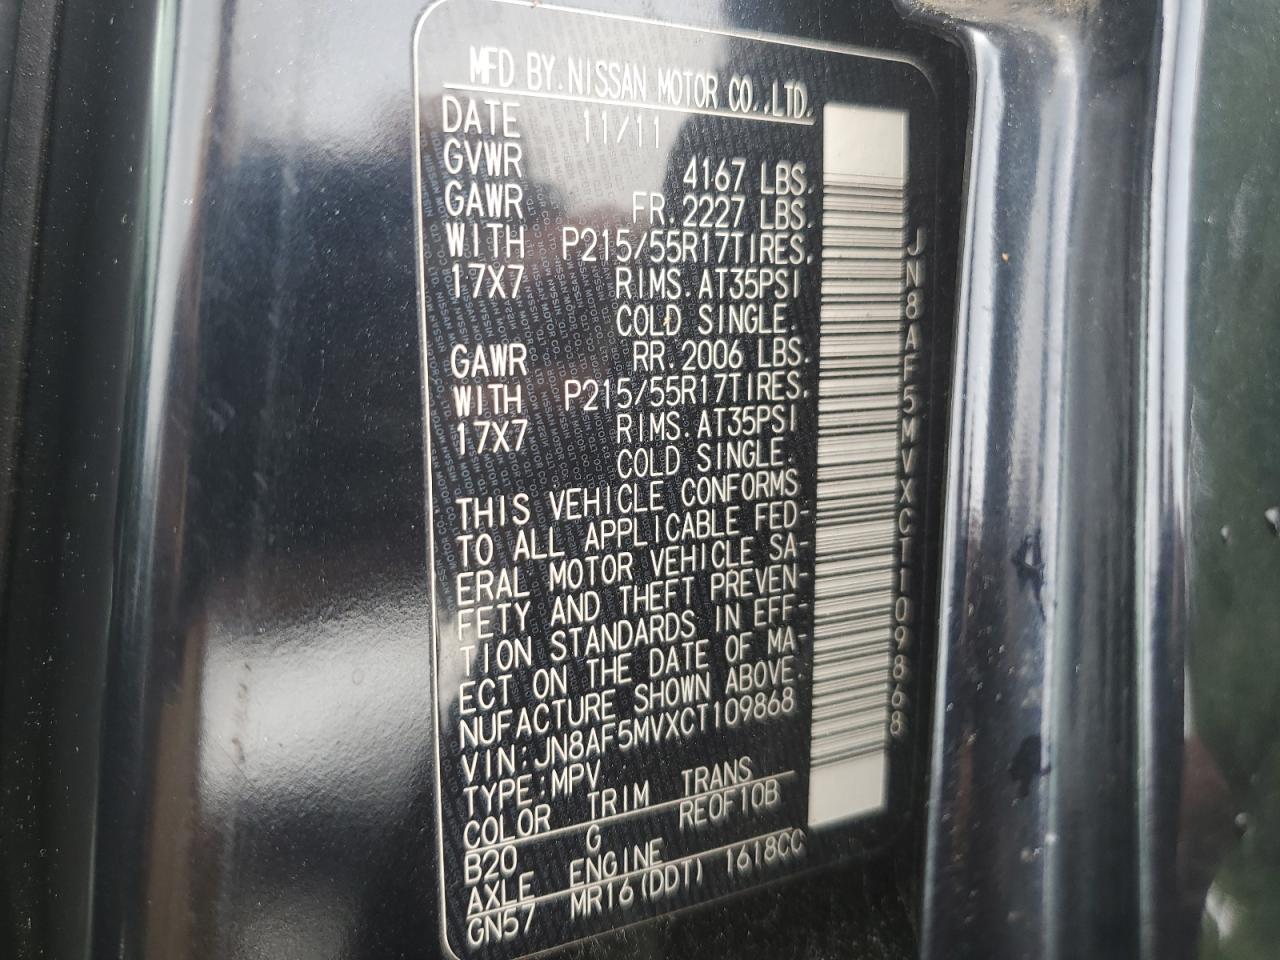 MFD BY.NISSAN MOTOR CO.,LTD.
DATE 11/11
GVWR 4167 LBS.
GAWR FR.2227 LBS.
WITH P215/55R17TIRES.
17X7 RIMS.AT35PSI
COLD SINGLE.
GAWR RR.2006 LBS.
WITH P215/55R17TIRES.
17X7 RIMS.AT35PSI
COLD SINGLE.
THIS VEHICLE CONFORMS
TO ALL APPLICABLE FED-
ERAL MOTOR VEHICLE SA-
FETY AND THEFT PREVEN-
TION STANDARDS IN EFF-
ECT ON THE DATE OF MA-
NUFACTURE SHOWN ABOVE.
VIN:JN8AF5MVXCT109868
TYPE:MPV
COLOR TRIM TRANS
B20 G RE0F10B
AXLE ENGINE
GN57 MR16(DDT) 1618CC
JN8AF5MVXCT109868